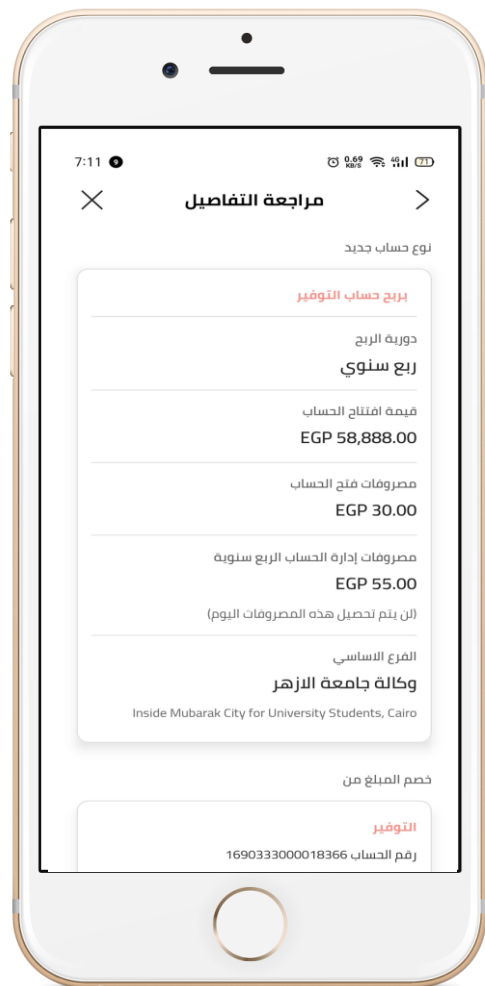 7:11 9 0.69 KB/S 4G 71
مراجعة التفاصيل
نوع حساب جديد
بربح حساب التوفير
دورية الربح
ربع سنوي
قيمة افتتاح الحساب
EGP 58,888.00
مصروفات فتح الحساب
EGP 30.00
مصروفات إدارة الحساب الربع سنوية
EGP 55.00
(لن يتم تحصيل هذه المصروفات اليوم)
الفرع الاساسي
وكالة جامعة الازهر
Inside Mubarak City for University Students, Cairo
خصم المبلغ من
التوفير
رقم الحساب 1690333000018366